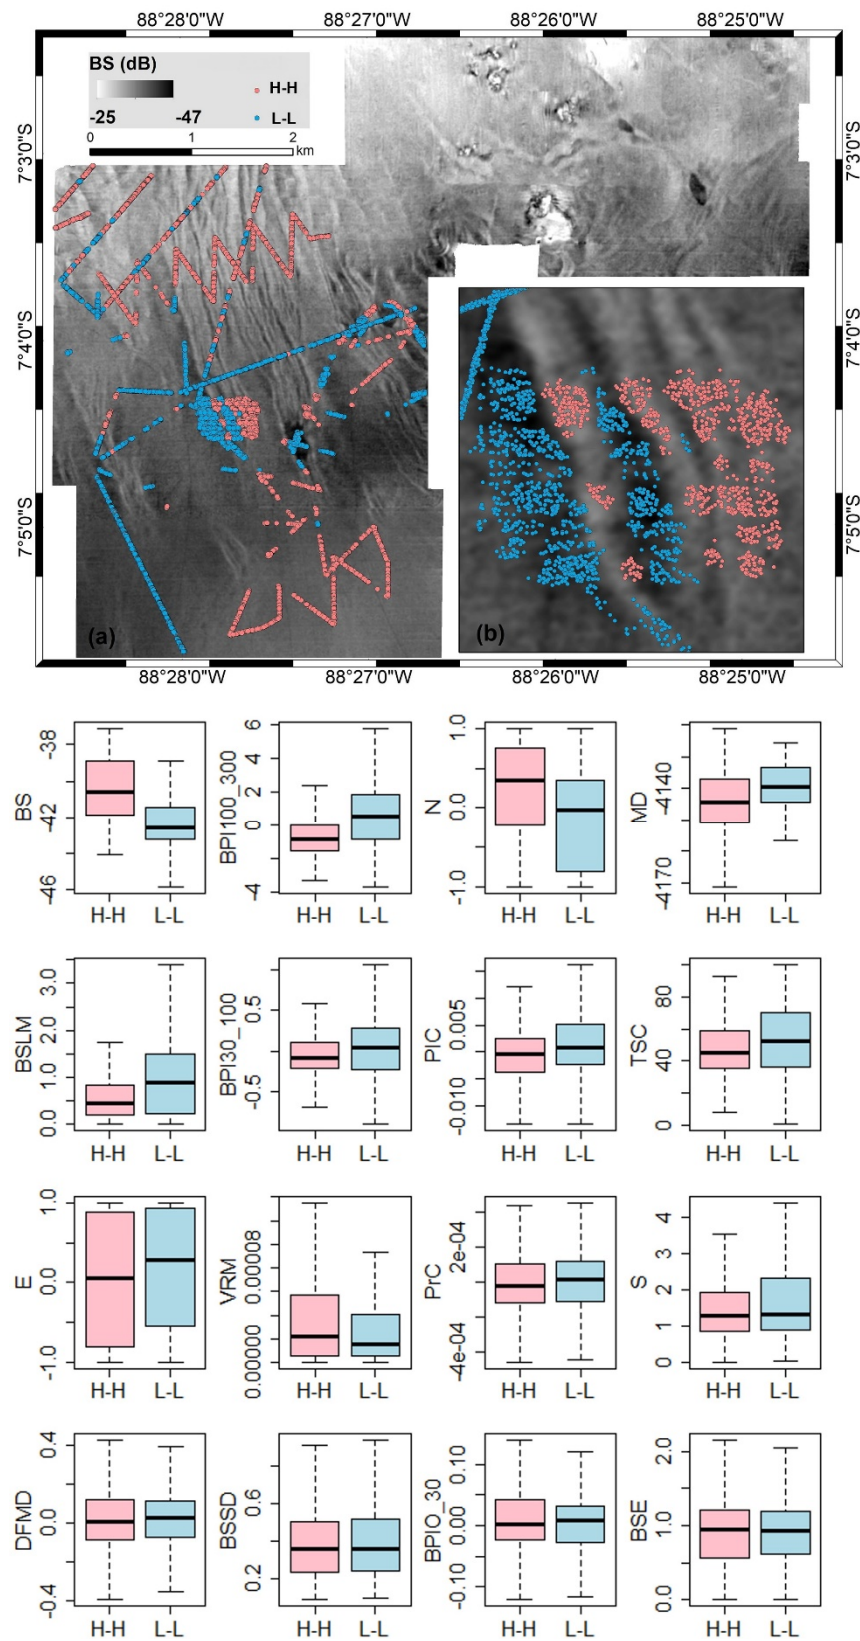 88°28'0"W 88°27'0"W 88°26'0"W 88°25'0"W
BS (dB)
-25 -47
H-H
L-L
0 1 2
km
7°3'0"S 7°3'0"S
7°4'0"S 7°4'0"S
7°5'0"S 7°5'0"S
(a) (b)
88°28'0"W 88°27'0"W 88°26'0"W 88°25'0"W
BS
-38
-42
-46
H-H L-L
BPI100_300
6
4
2
0
-4
H-H L-L
N
1.0
0.0
-1.0
H-H L-L
MD
-4140
-4170
H-H L-L
BSLM
3.0
2.0
1.0
0.0
H-H L-L
BPI30_100
0.5
-0.5
H-H L-L
PlC
0.005
-0.010
H-H L-L
TSC
80
40
0
H-H L-L
E
1.0
0.0
-1.0
H-H L-L
VRM
0.00008
0.00000
H-H L-L
PrC
2e-04
-4e-04
H-H L-L
S
4
3
2
1
0
H-H L-L
DFMD
0.4
0.0
-0.4
H-H L-L
BSSD
0.6
0.2
H-H L-L
BPIO_30
0.10
0.00
-0.10
H-H L-L
BSE
2.0
1.0
0.0
H-H L-L